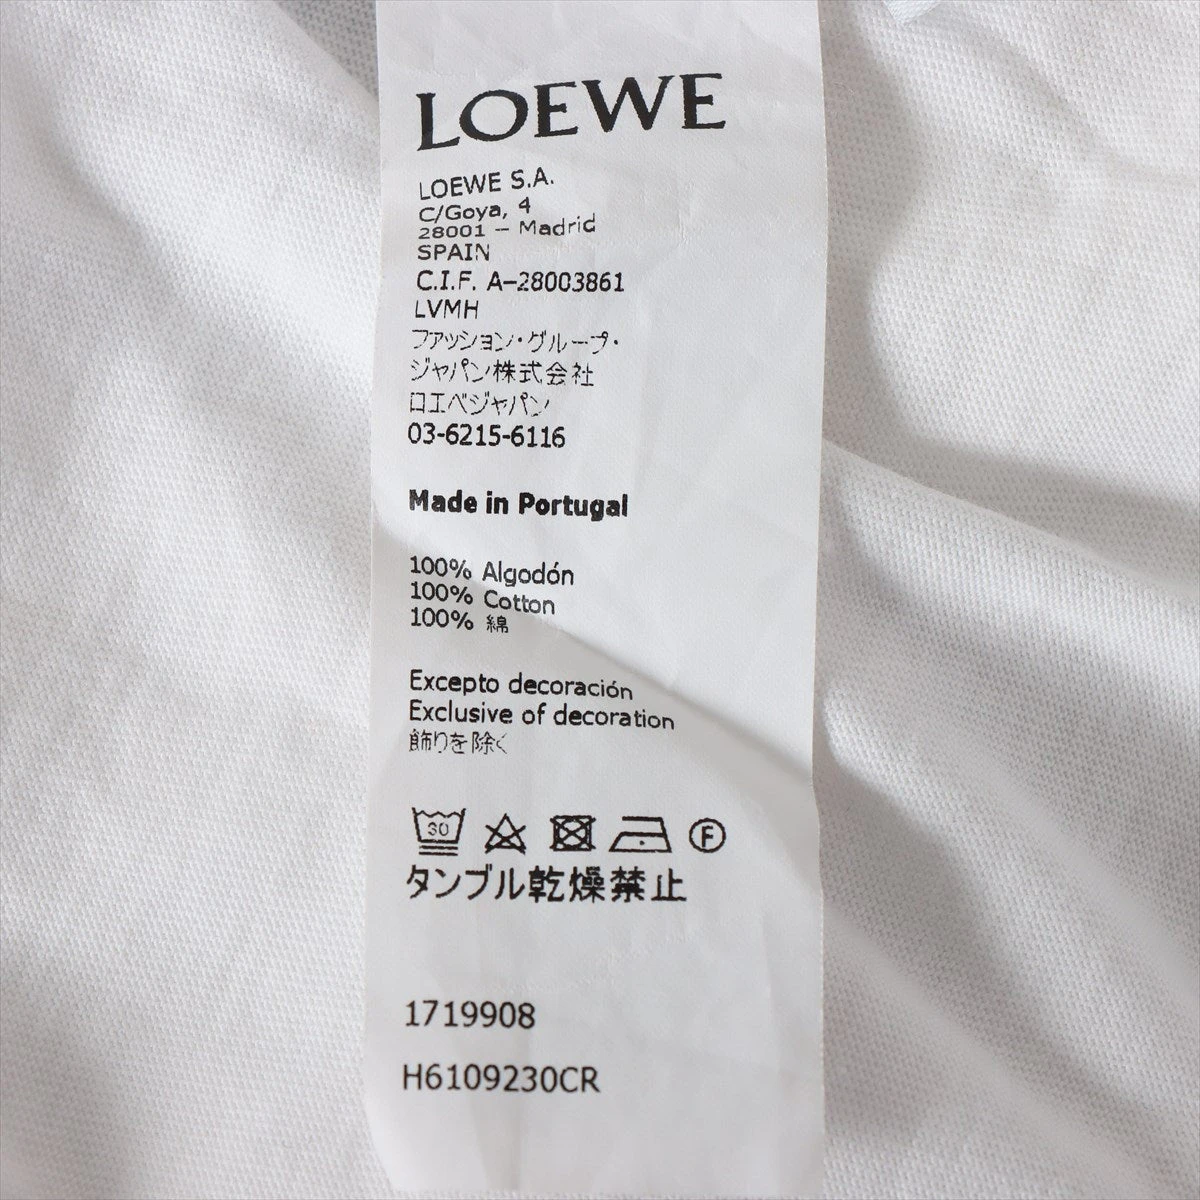 LOEWE
LOEWE S.A.
C/Goya, 4
28001 – Madrid
SPAIN
C.I.F. A–28003861
LVMH
ファッション・グループ・
ジャパン株式会社
ロエベジャパン
03-6215-6116
Made in Portugal
100% Algodón
100% Cotton
100% 綿
Excepto decoración
Exclusive of decoration
飾りを除く
30 F
タンブル乾燥禁止
1719908
H6109230CR